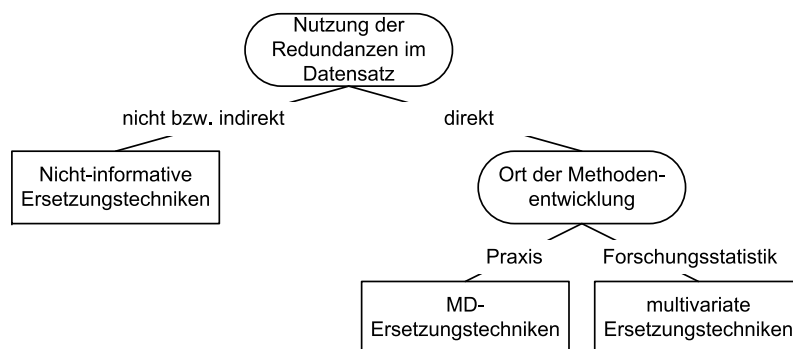 Nutzung der
Redundanzen im
Datensatz
nicht bzw. indirekt
direkt
Nicht-informative
Ersetzungstechniken
Ort der Methoden-
entwicklung
Praxis
Forschungsstatistik
MD-
Ersetzungstechniken
multivariate
Ersetzungstechniken